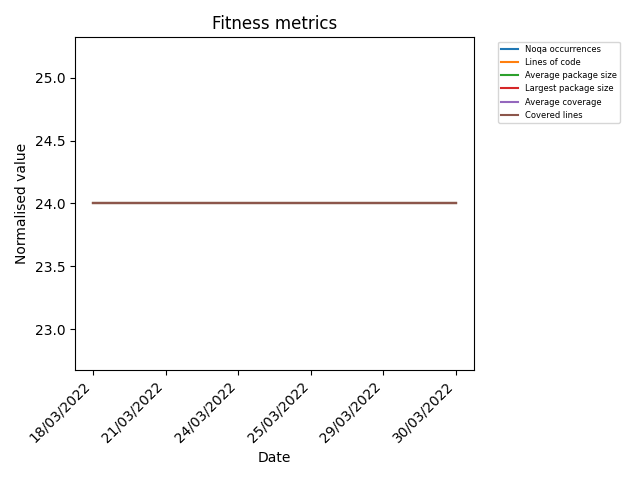 Fitness metrics
Noqa occurrences
Lines of code
Average package size
Largest package size
Average coverage
Covered lines
Normalised value
25.0
24.5
24.0
23.5
23.0
18/03/2022
21/03/2022
24/03/2022
25/03/2022
29/03/2022
30/03/2022
Date